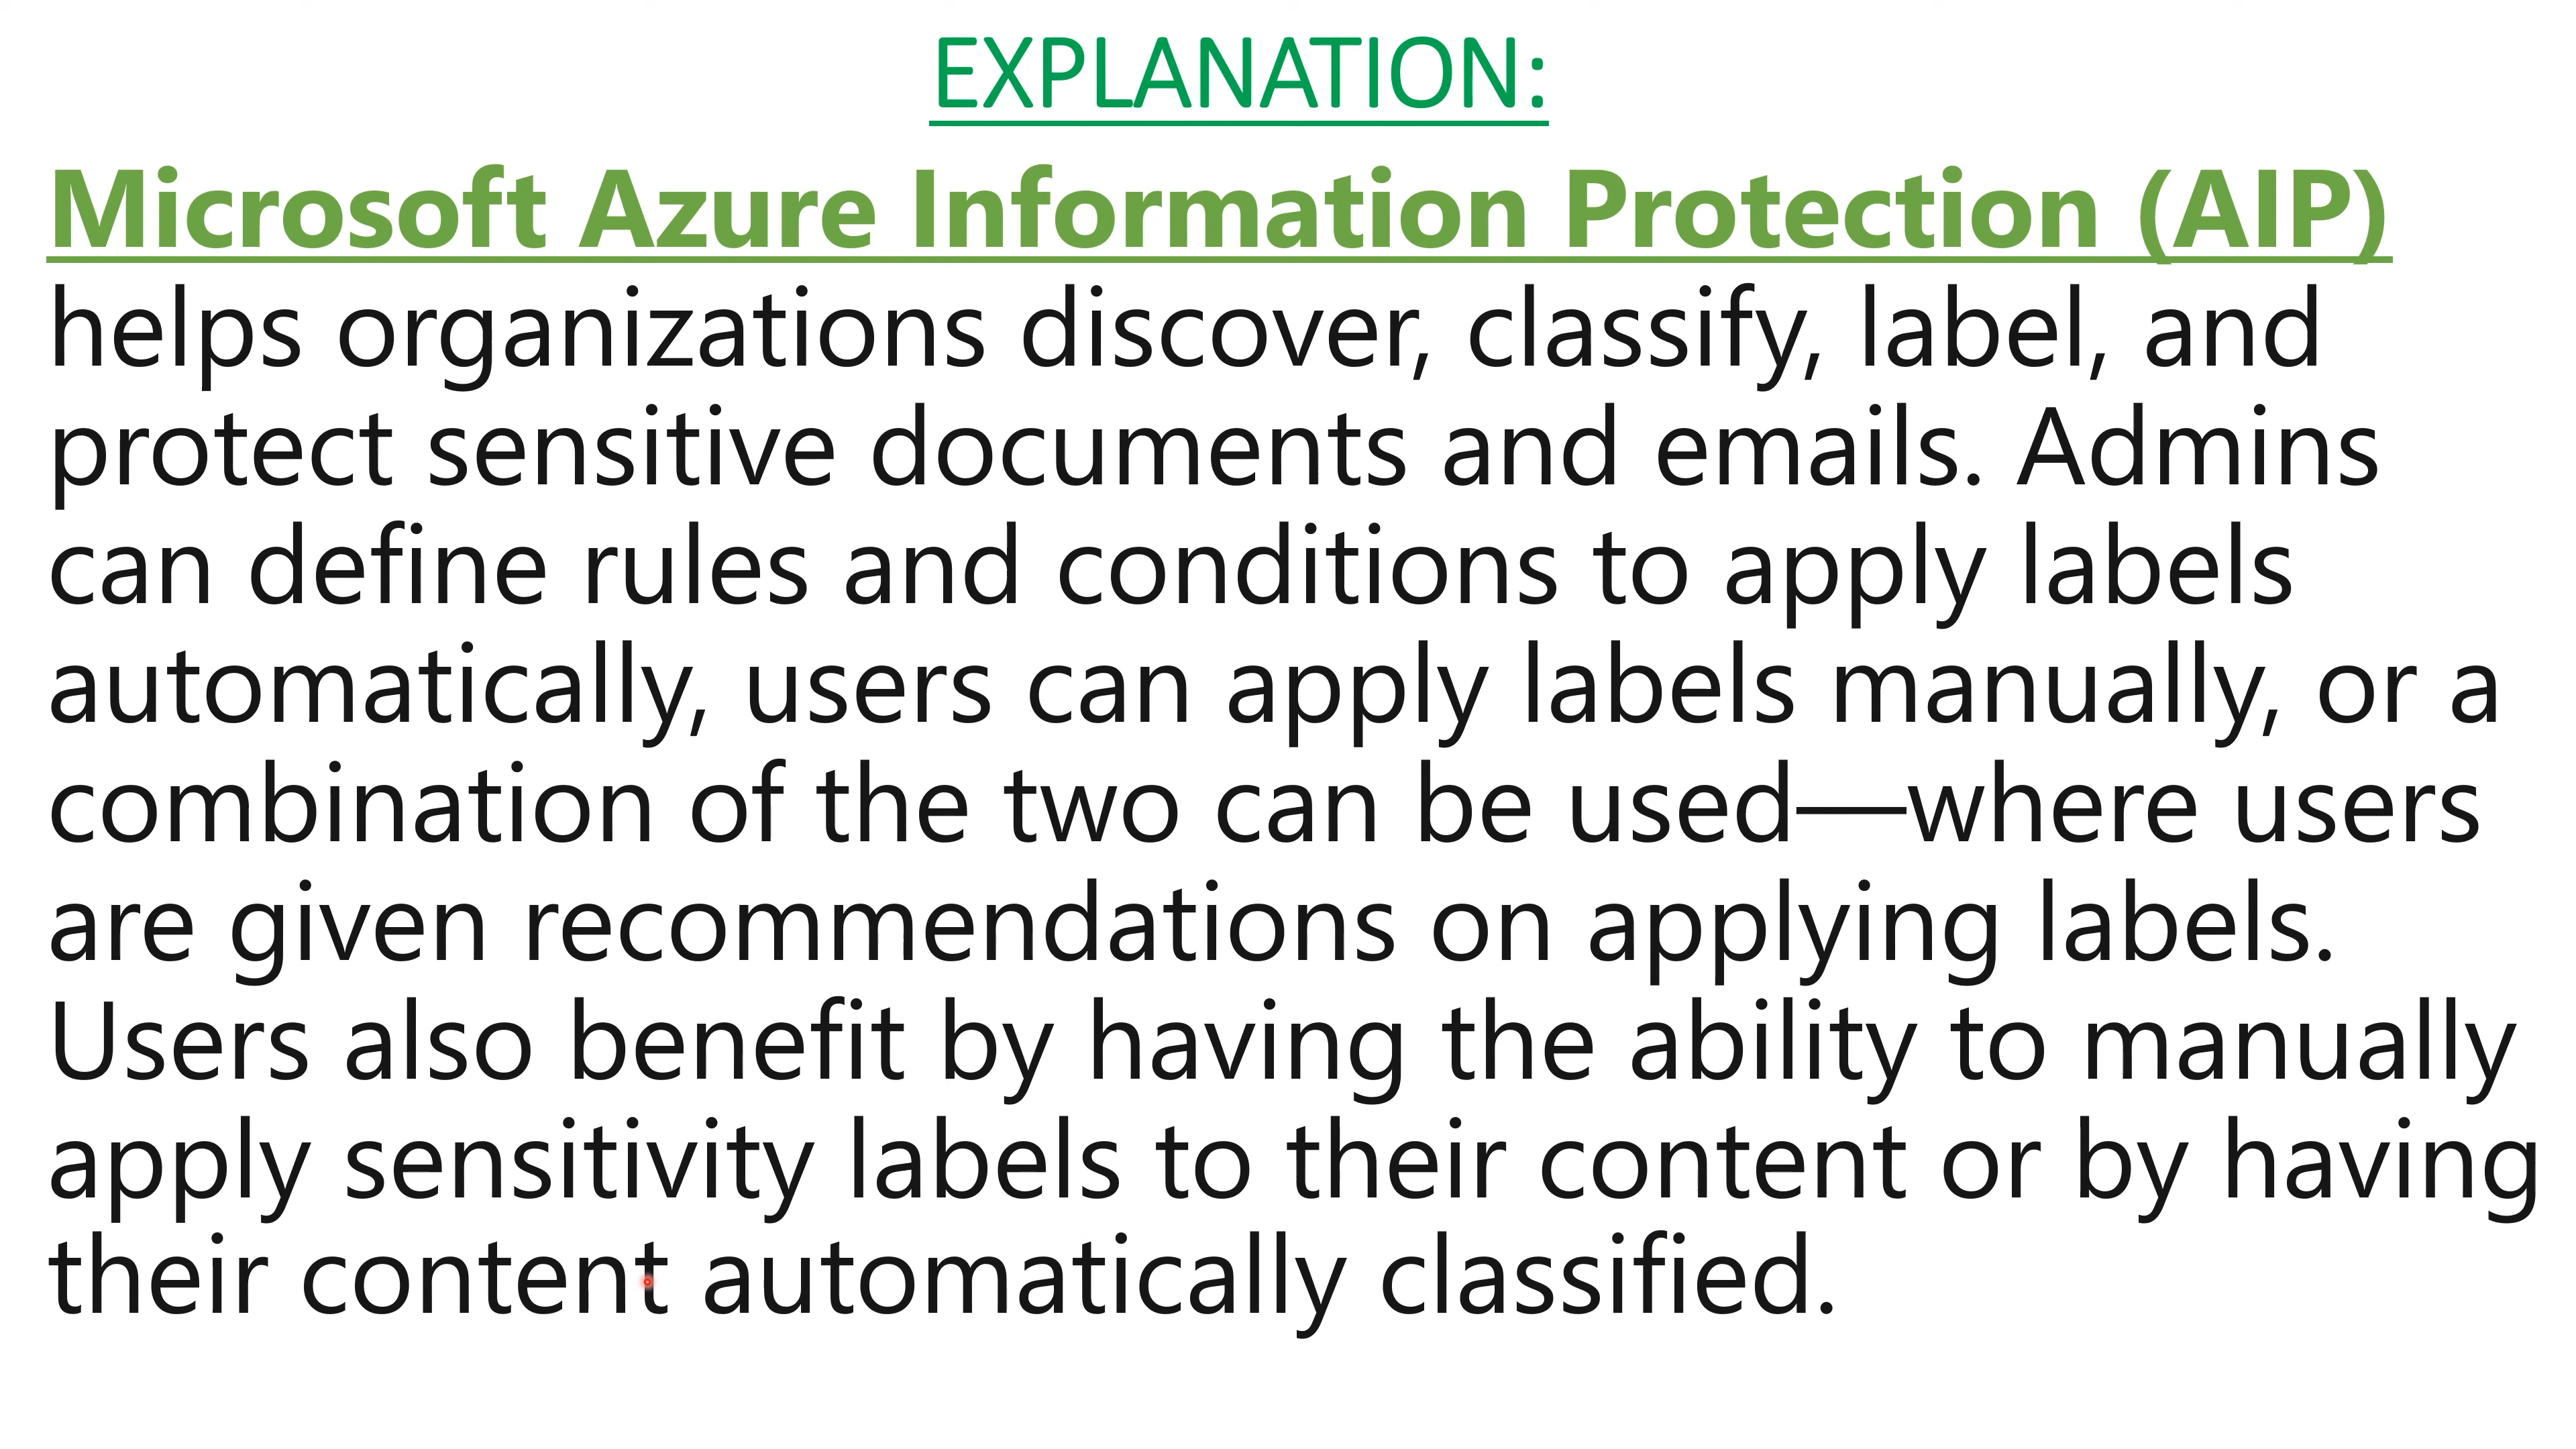 EXPLANATION:
Microsoft Azure Information Protection (AIP)
helps organizations discover, classify, label, and
protect sensitive documents and emails. Admins
can define rules and conditions to apply labels
automatically, users can apply labels manually, or a
combination of the two can be used—where users
are given recommendations on applying labels.
Users also benefit by having the ability to manually
apply sensitivity labels to their content or by having
their content automatically classified.